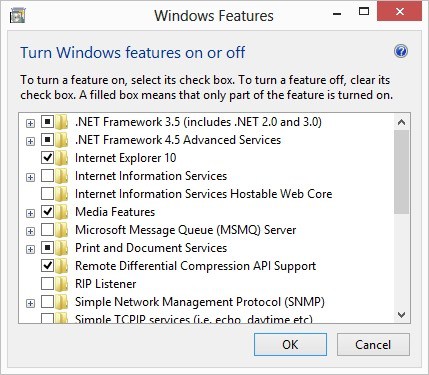 Windows Features
Turn Windows features on or off
To turn a feature on, select its check box. To turn a feature off, clear its
check box. A filled box means that only part of the feature is turned on.
.NET Framework 3.5 (includes .NET 2.0 and 3.0)
.NET Framework 4.5 Advanced Services
Internet Explorer 10
Internet Information Services
Internet Information Services Hostable Web Core
Media Features
Microsoft Message Queue (MSMQ) Server
Print and Document Services
Remote Differential Compression API Support
RIP Listener
Simple Network Management Protocol (SNMP)
Simple TCPIP services (i.e. echo, daytime etc)
OK
Cancel